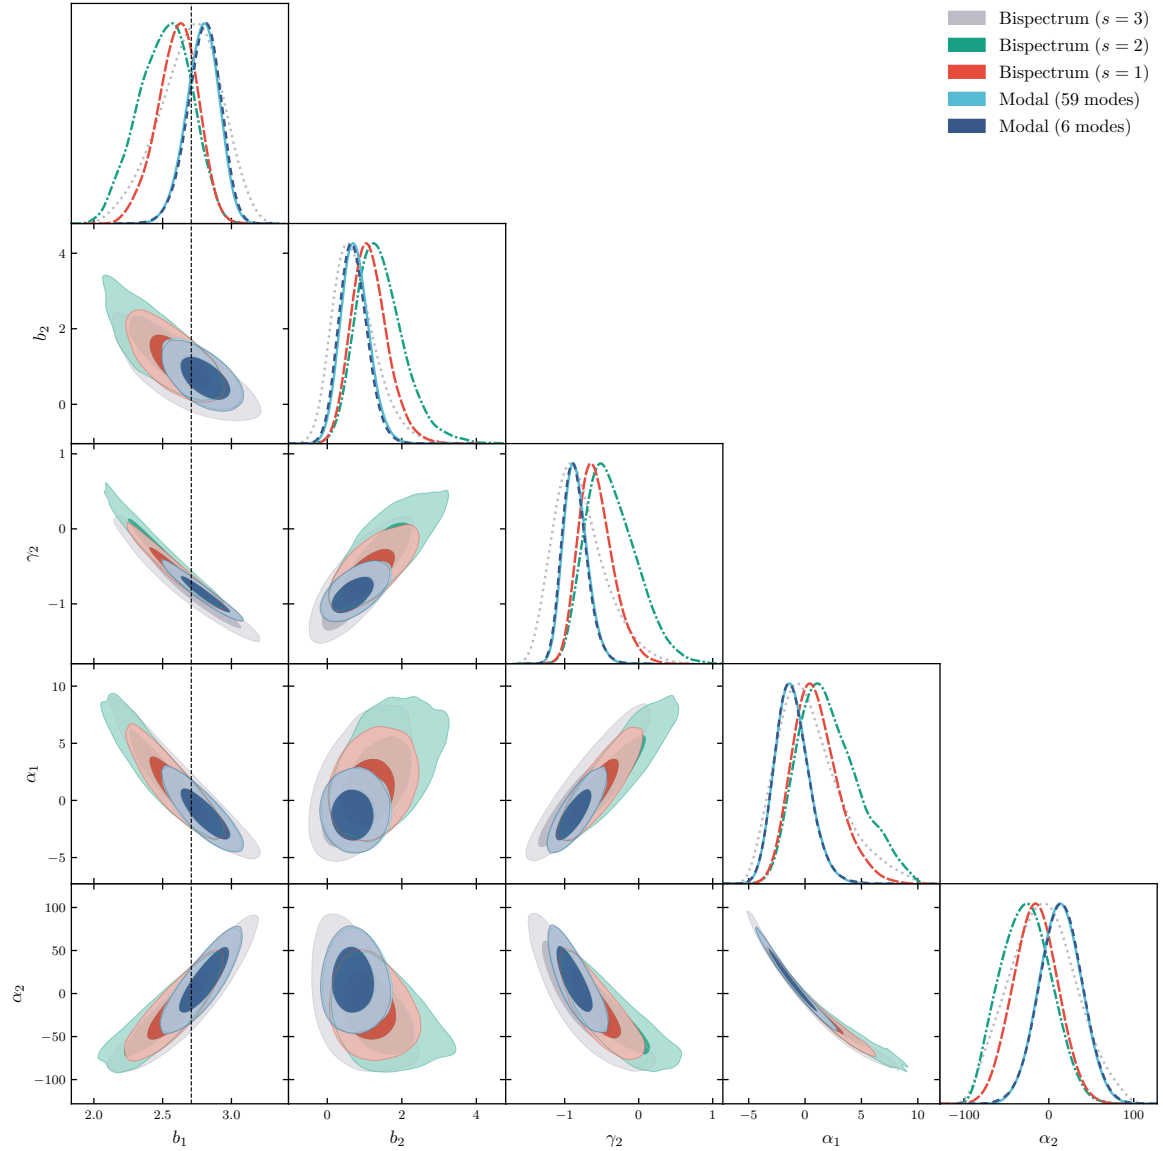 Bispectrum (s = 3)
Bispectrum (s = 2)
Bispectrum (s = 1)
Modal (59 modes)
Modal (6 modes)
4
2
0
b₂
1
0
−1
γ₂
10
5
0
−5
α₁
100
50
0
−50
−100
α₂
2.0 2.5 3.0
b₁
0 2 4
b₂
−1 0 1
γ₂
−5 0 5 10
α₁
−100 0 100
α₂